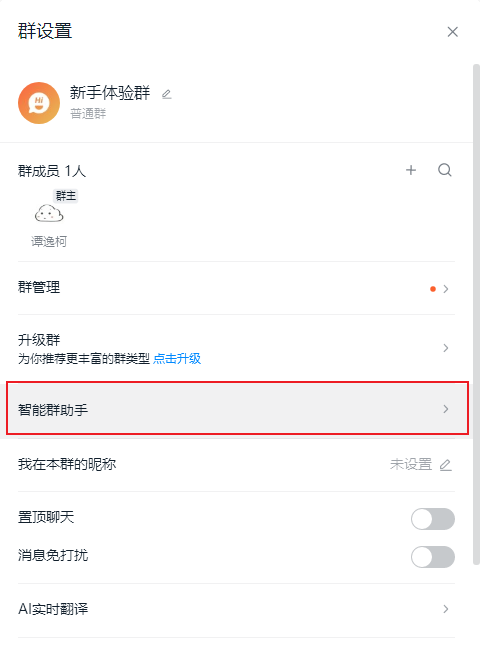 群设置
Hi
新手体验群
普通群
群成员 1人
群主
谭逸柯
群管理
升级群
为你推荐更丰富的群类型 点击升级
智能群助手
我在本群的昵称 未设置
置顶聊天
消息免打扰
AI实时翻译